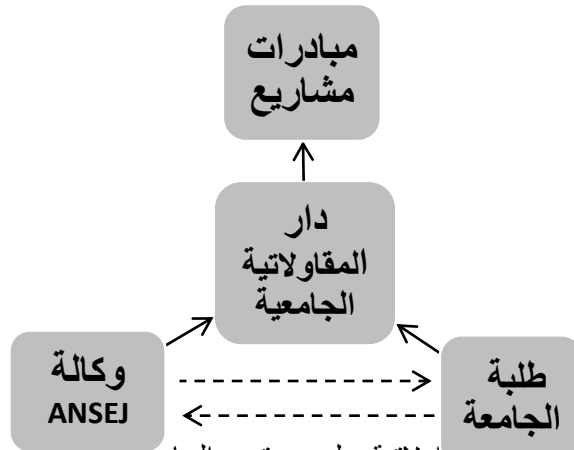 مبادرات
مشاريع
دار
المقاولاتية
الجامعية
وكالة
ANSEJ
طلبة
الجامعة